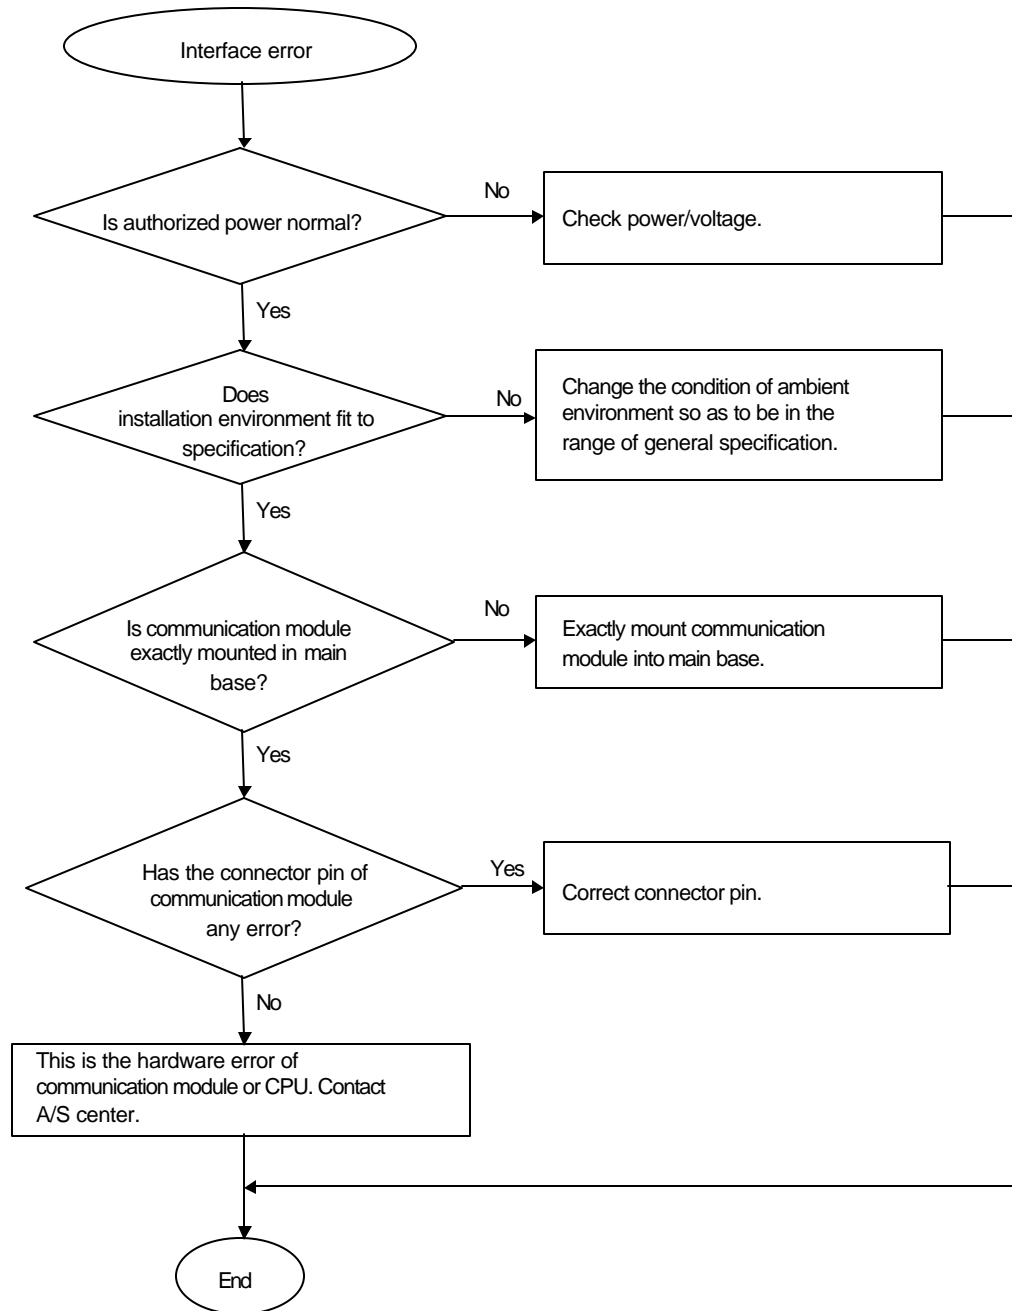 Interface error
Is authorized power normal?
No
Check power/voltage.
Yes
Does
installation environment fit to
specification?
No
Change the condition of ambient
environment so as to be in the
range of general specification.
Yes
Is communication module
exactly mounted in main
base?
No
Exactly mount communication
module into main base.
Yes
Has the connector pin of
communication module
any error?
Yes
Correct connector pin.
No
This is the hardware error of
communication module or CPU. Contact
A/S center.
End